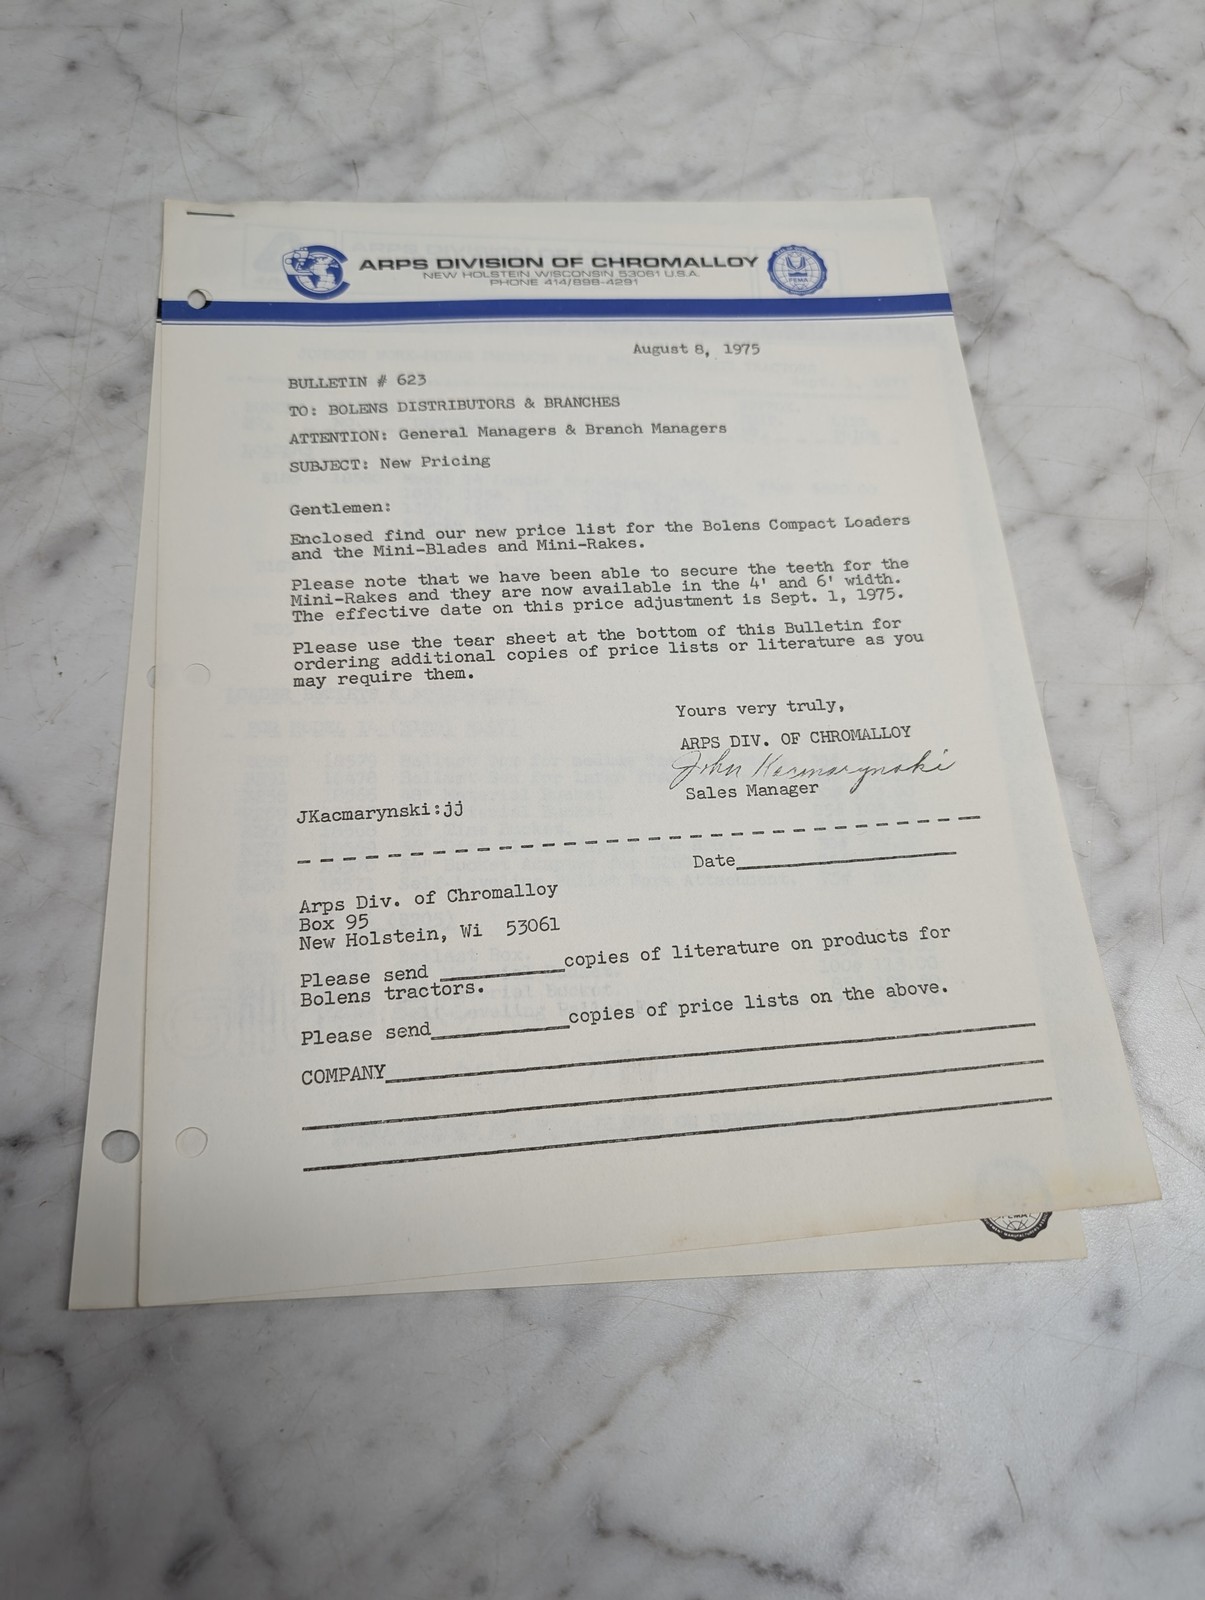 ARPS DIVISION OF CHROMALLOY
NEW HOLSTEIN WISCONSIN 53061 U.S.A.
PHONE 414/898-4291
FEMA
August 8, 1975
BULLETIN # 623
TO: BOLENS DISTRIBUTORS & BRANCHES
ATTENTION: General Managers & Branch Managers
SUBJECT: New Pricing
Gentlemen:
Enclosed find our new price list for the Bolens Compact Loaders
and the Mini-Blades and Mini-Rakes.
Please note that we have been able to secure the teeth for the
Mini-Rakes and they are now available in the 4' and 6' width.
The effective date on this price adjustment is Sept. 1, 1975.
Please use the tear sheet at the bottom of this Bulletin for
ordering additional copies of price lists or literature as you
may require them.
Yours very truly,
ARPS DIV. OF CHROMALLOY
John Kacmarynski
Sales Manager
JKacmarynski:jj
Date
Arps Div. of Chromalloy
Box 95
New Holstein, Wi 53061
Please send copies of literature on products for
Bolens tractors.
Please send copies of price lists on the above.
COMPANY
FEMA